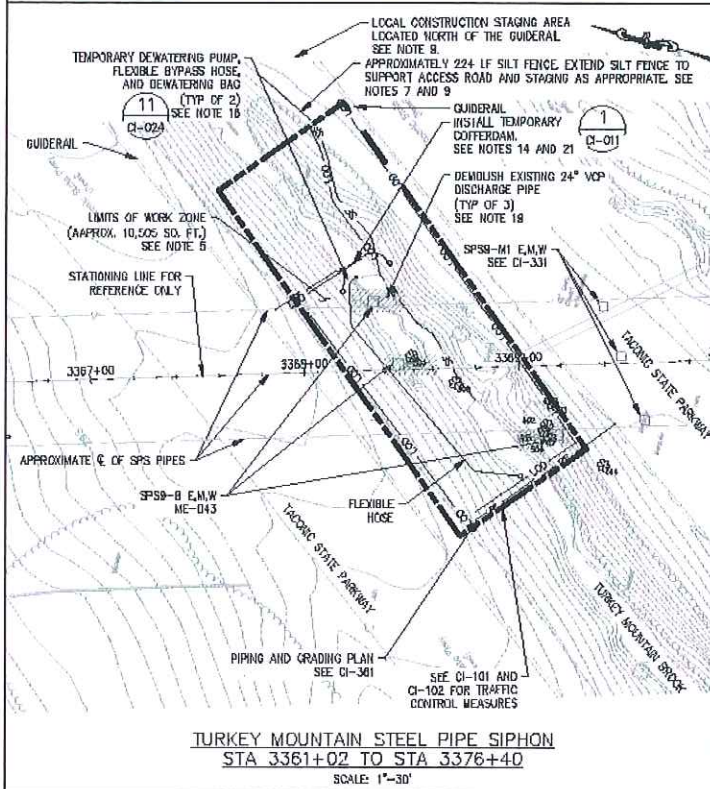 LOCAL CONSTRUCTION STAGING AREA
LOCATED NORTH OF THE GUIDERAIL
SEE NOTE 8.
TEMPORARY DEWATERING PUMP,
FLEXIBLE BYPASS HOSE,
AND DEWATERING BAG
(TYP OF 2)
SEE NOTE 16
11
CI-024
APPROXIMATELY 224 LF SILT FENCE. EXTEND SILT FENCE TO
SUPPORT ACCESS ROAD AND STAGING AS APPROPRIATE. SEE
NOTES 7 AND 9
GUIDERAIL
INSTALL TEMPORARY
COFFERDAM.
SEE NOTES 14 AND 21
1
CI-011
GUIDERAIL
DEMOLISH EXISTING 24" VCP
DISCHARGE PIPE
(TYP OF 3)
SEE NOTE 19
LIMITS OF WORK ZONE
(AAPROX. 10,505 SQ. FT.)
SEE NOTE 5
SPS9-M1 E,M,W
SEE CI-331
STATIONING LINE FOR
REFERENCE ONLY
TACONIC STATE PARKWAY
3367+00
3368+00
3369+00
APPROXIMATE ℄ OF SPS PIPES
SPS9-B E,M,W
ME-043
FLEXIBLE
HOSE
TACONIC STATE PARKWAY
TURKEY MOUNTAIN BROOK
PIPING AND GRADING PLAN
SEE CI-361
SEE CI-101 AND
CI-102 FOR TRAFFIC
CONTROL MEASURES
TURKEY MOUNTAIN STEEL PIPE SIPHON
STA 3361+02 TO STA 3376+40
SCALE: 1"=30'